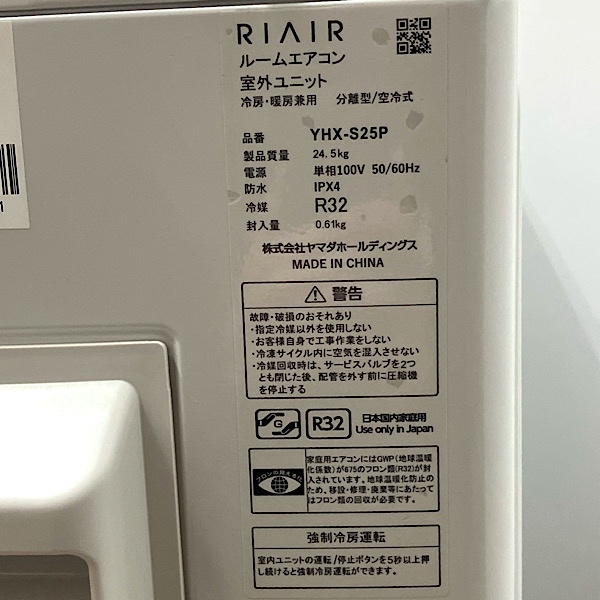 RIAIR
ルームエアコン
室外ユニット
冷房・暖房兼用 分離型/空冷式
品番 YHX-S25P
製品質量 24.5kg
電源 単相100V 50/60Hz
防水 IPX4
冷媒 R32
封入量 0.61kg
株式会社ヤマダホールディングス
MADE IN CHINA
警告
故障・破損のおそれあり
・指定冷媒以外を使用しない
・お客様自身で工事作業をしない
・冷凍サイクル内に空気を混入させない
・冷媒回収時は、サービスバルブを2つ
とも閉じた後、配管を外す前に圧縮機
を停止する
G
R32
日本国内家庭用
Use only in Japan
フロンの見える化
家庭用エアコンにはGWP(地球温暖
化係数)が675のフロン類(R32)が封
入されています。地球温暖化防止の
ため、移設・修理・廃棄等にあたって
はフロン類の回収が必要です。
強制冷房運転
室内ユニットの運転/停止ボタンを5秒以上押
し続けると強制冷房運転ができます。
1